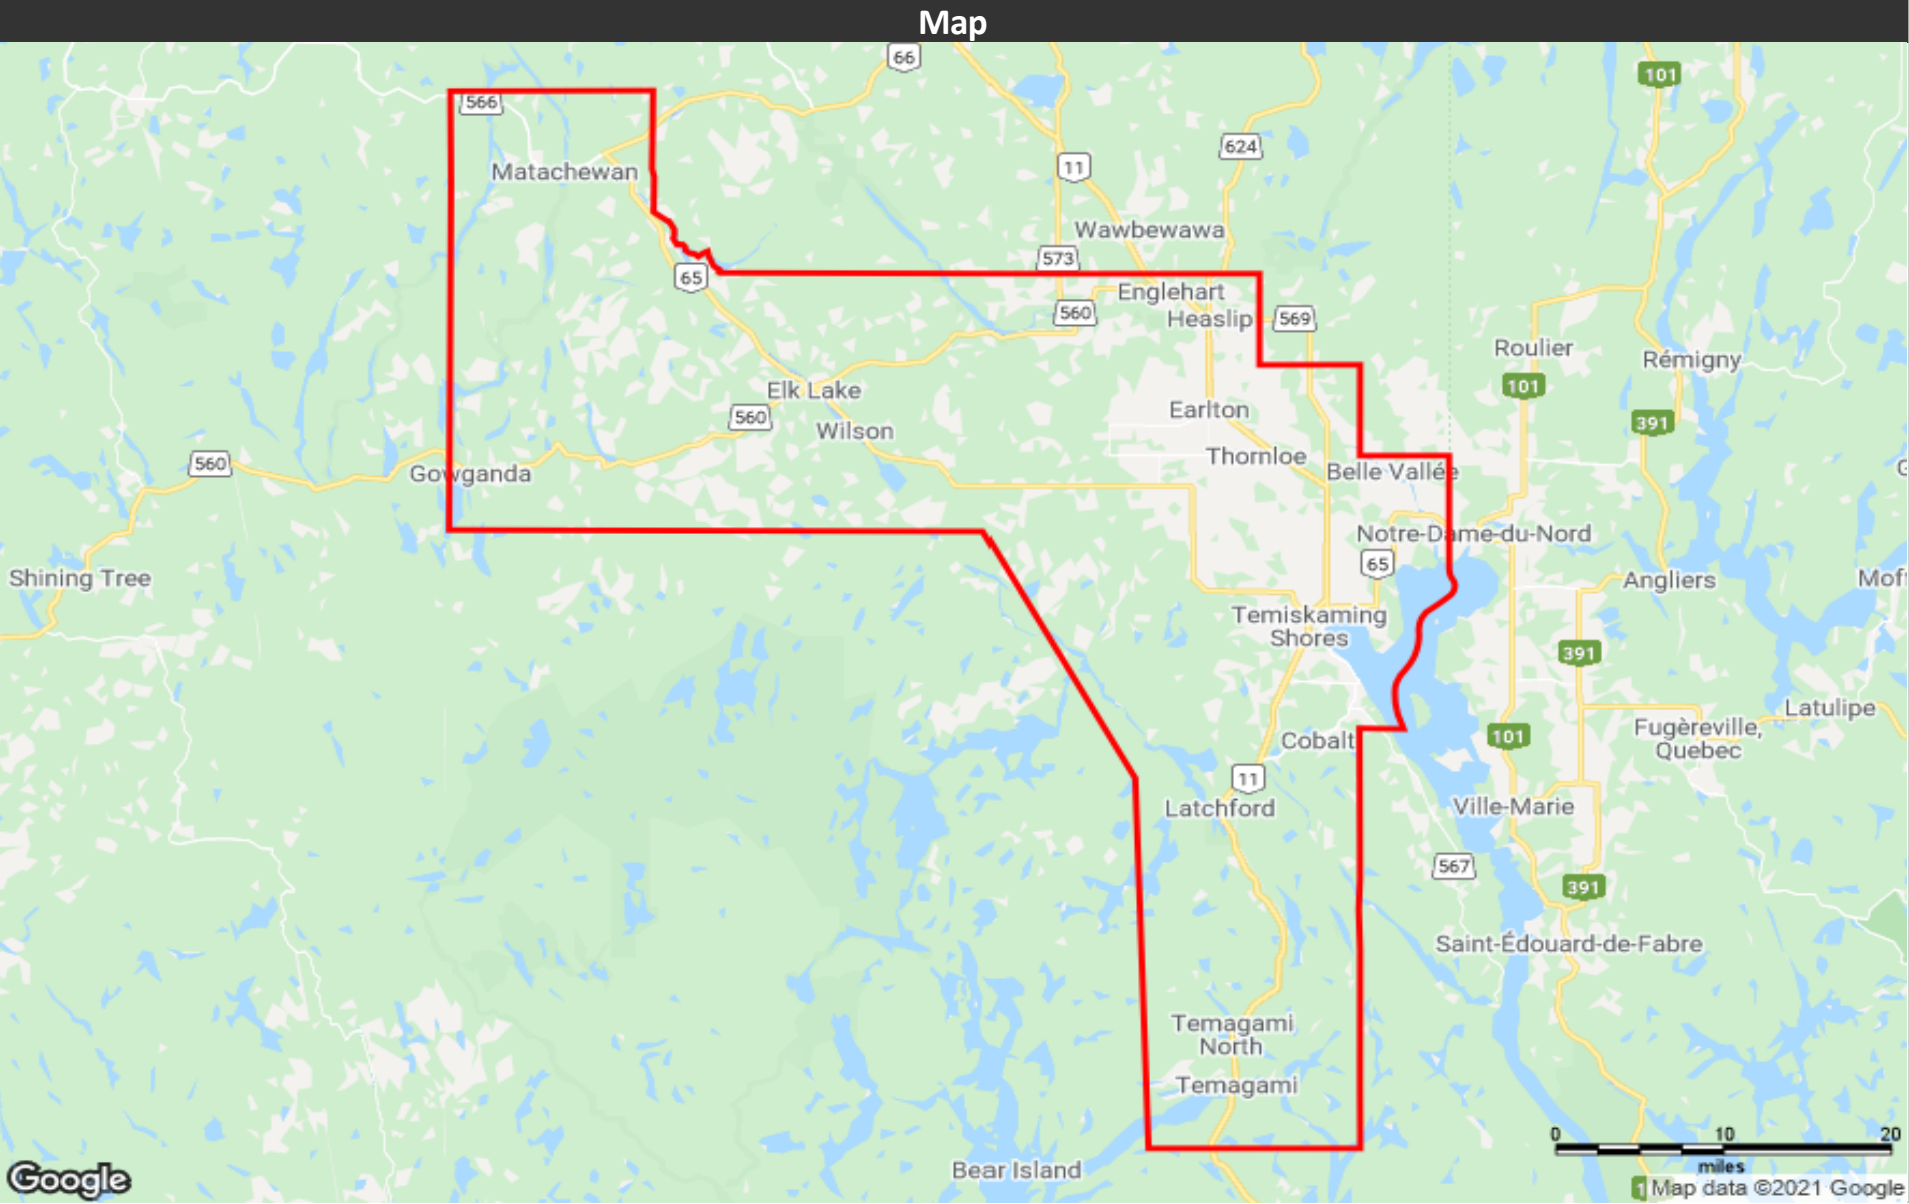 Map
66
101
566
624
11
Matachewan
Wawbewawa
573
65
Englehart
560
Heaslip
569
Roulier
Rémigny
101
Elk Lake
560
Earlton
391
Wilson
Thornloe
560
Gowganda
Belle Vallée
Notre-Dame-du-Nord
65
Shining Tree
Angliers
Temiskaming
Shores
391
Latulipe
101
Fugèreville,
Quebec
Cobalt
11
Latchford
Ville-Marie
567
391
Saint-Édouard-de-Fabre
Temagami
North
Temagami
Bear Island
0 10 20
miles
Google
Map data ©2021 Google